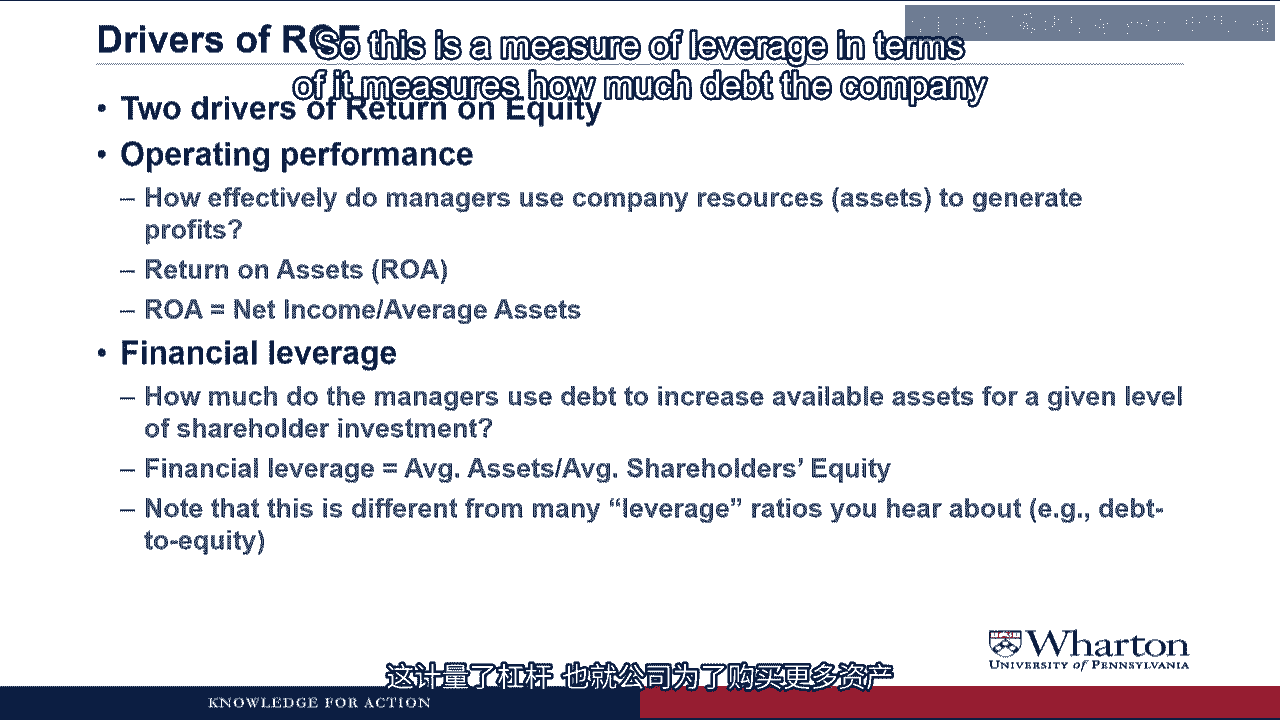 Drivers of ROE
So this is a measure of leverage in terms
of it measures how much debt the company
• Two drivers of Return on Equity
• Operating performance
– How effectively do managers use company resources (assets) to generate
profits?
– Return on Assets (ROA)
– ROA = Net Income/Average Assets
• Financial leverage
– How much do the managers use debt to increase available assets for a given level
of shareholder investment?
– Financial leverage = Avg. Assets/Avg. Shareholders’ Equity
– Note that this is different from many “leverage” ratios you hear about (e.g., debt-
to-equity)
Wharton
UNIVERSITY of PENNSYLVANIA
这计量了杠杆 也就公司为了购买更多资产
KNOWLEDGE FOR ACTION